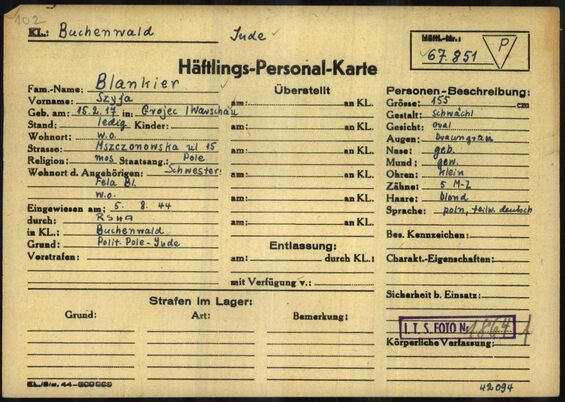 102
KL.: Buchenwald
Jude
Häftl.-Nr.:
67.851
P
Häftlings-Personal-Karte
Fam.-Name: Blankier
Vorname: Szyja
Geb. am: 15.2.17 in: Grojec / Warschau
Stand: ledig Kinder:
Wohnort: w.o.
Strasse: Mszczonowska ul 15
Religion: mos. Staatsang.: Pole
Wohnort d. Angehörigen: Schwester:
Fela Bl.
w.o.
Eingewiesen am: 5. 8. 44
durch: RSHA
in KL.: Buchenwald
Grund: Polit. Pole-Jude
Vorstrafen:
Überstellt
am: an KL.
am: an KL.
am: an KL.
am: an KL.
am: an KL.
am: an KL.
Entlassung:
am: durch KL.:
mit Verfügung v.:
Personen-Beschreibung:
Grösse: 155 cm
Gestalt: schwächl
Gesicht: oval
Augen: braungrau
Nase: geb.
Mund: gew.
Ohren: klein
Zähne: 5 M-Z
Haare: blond
Sprache: poln, teilw. deutsch
Bes. Kennzeichen:
Charakt.-Eigenschaften:
Sicherheit b. Einsatz:
I. T. S. FOTO Nr
Körperliche Verfassung:
Strafen im Lager:
Grund: Art: Bemerkung:
42094